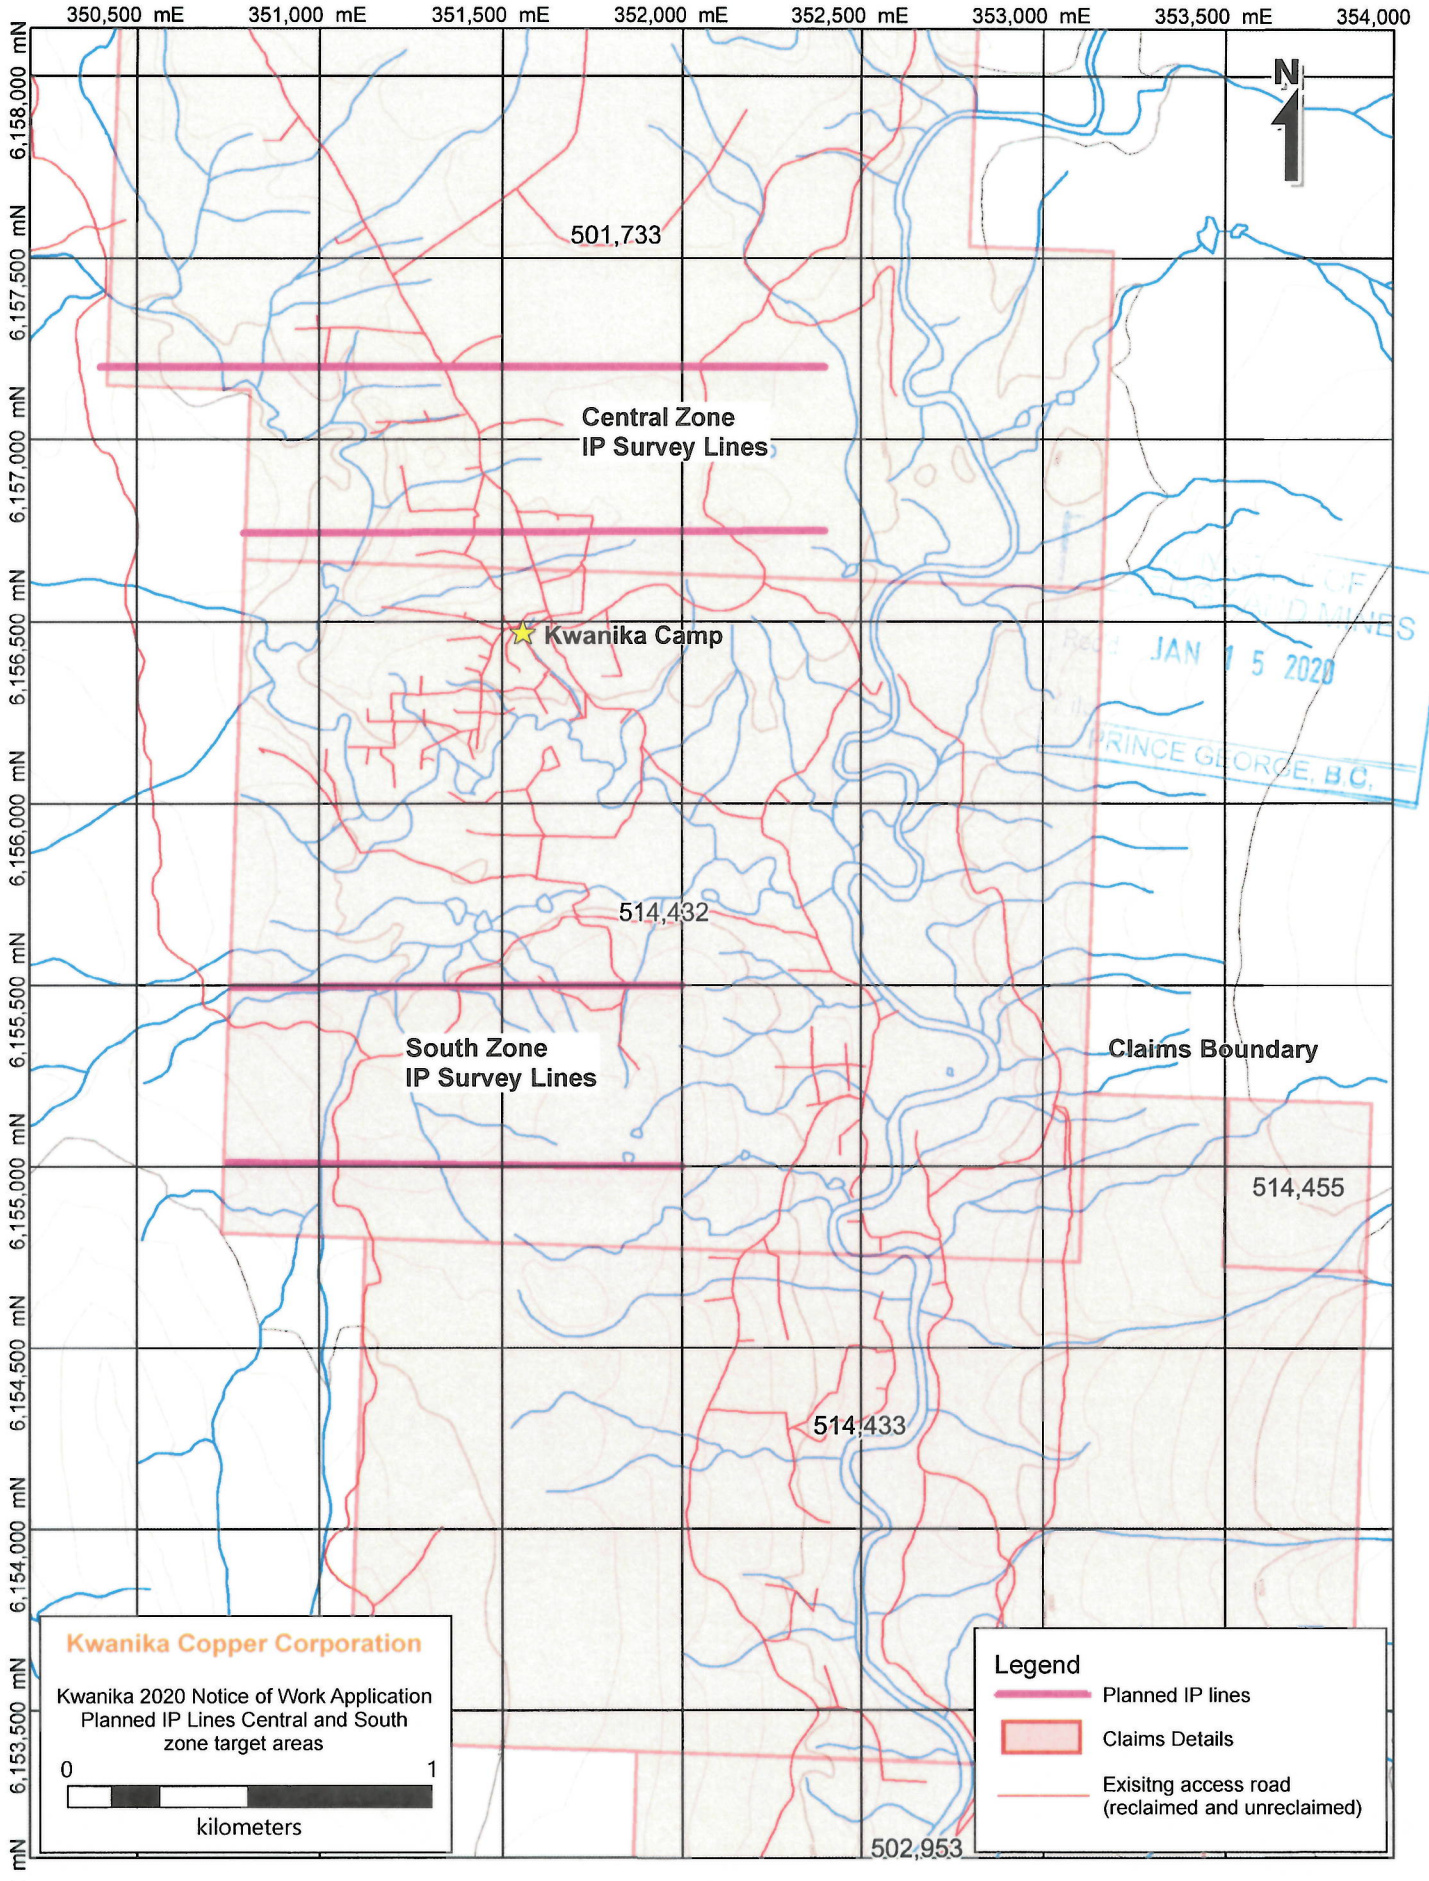 350,500 mE 351,000 mE 351,500 mE 352,000 mE 352,500 mE 353,000 mE 353,500 mE 354,000
mN
6,158,000
N
501,733
6,157,500 mN
Central Zone
IP Survey Lines
6,157,000 mN
6,156,500 mN
Kwanika Camp
OF
MINES
Recd
JAN 15 2020
PRINCE GEORGE, B.C.
6,156,000 mN
514,432
6,155,500 mN
South Zone
IP Survey Lines
Claims Boundary
6,155,000 mN
514,455
6,154,500 mN
514,433
6,154,000 mN
6,153,500 mN
mN
502,953
Kwanika Copper Corporation
Kwanika 2020 Notice of Work Application
Planned IP Lines Central and South
zone target areas
0 1
kilometers
Legend
Planned IP lines
Claims Details
Exisitng access road
(reclaimed and unreclaimed)